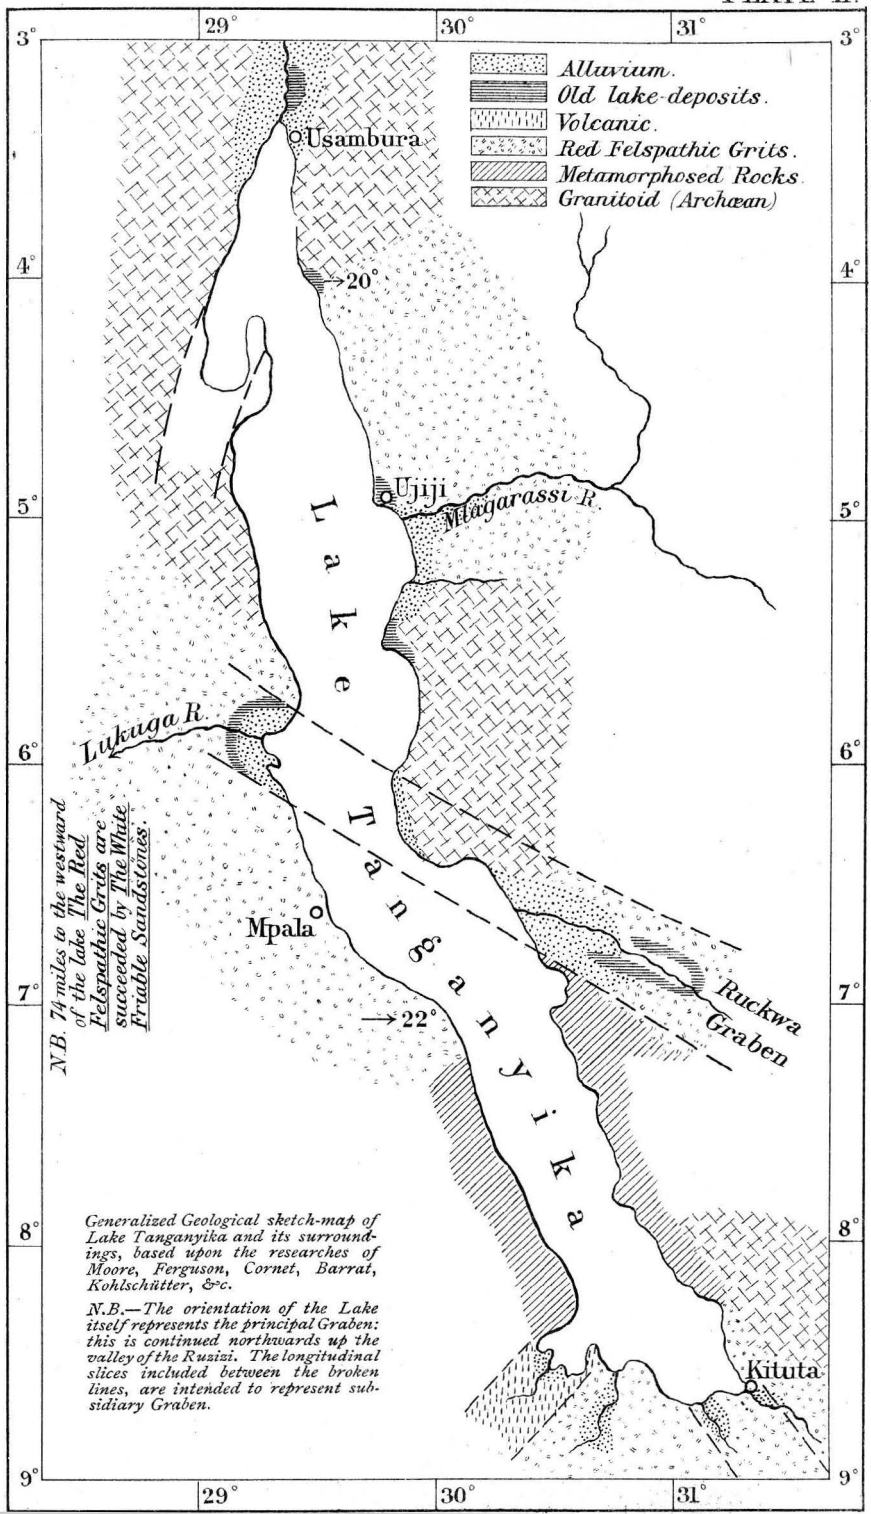 29° 30° 31°
3° 3°
Alluvium.
Old lake-deposits.
Volcanic.
Red Felspathic Grits.
Metamorphosed Rocks.
Granitoid (Archæan)
Usambura
4° 4°
→20°
Ujiji
Mlagarassi R.
5° 5°
Lake
Lukuga R.
6° 6°
Tanganyika
N.B. 74 miles to the westward
of the lake The Red
Felspathic Grits are
succeeded by The White
Friable Sandstones.
Mpala
7° 7°
→22°
Ruckwa
Graben
8° 8°
Generalized Geological sketch-map of
Lake Tanganyika and its surround-
ings, based upon the researches of
Moore, Ferguson, Cornet, Barrat,
Kohlschütter, &c.
N.B.—The orientation of the Lake
itself represents the principal Graben:
this is continued northwards up the
valley of the Ruzizi. The longitudinal
slices included between the broken
lines, are intended to represent sub-
sidiary Graben.
Kituta
9° 9°
29° 30° 31°